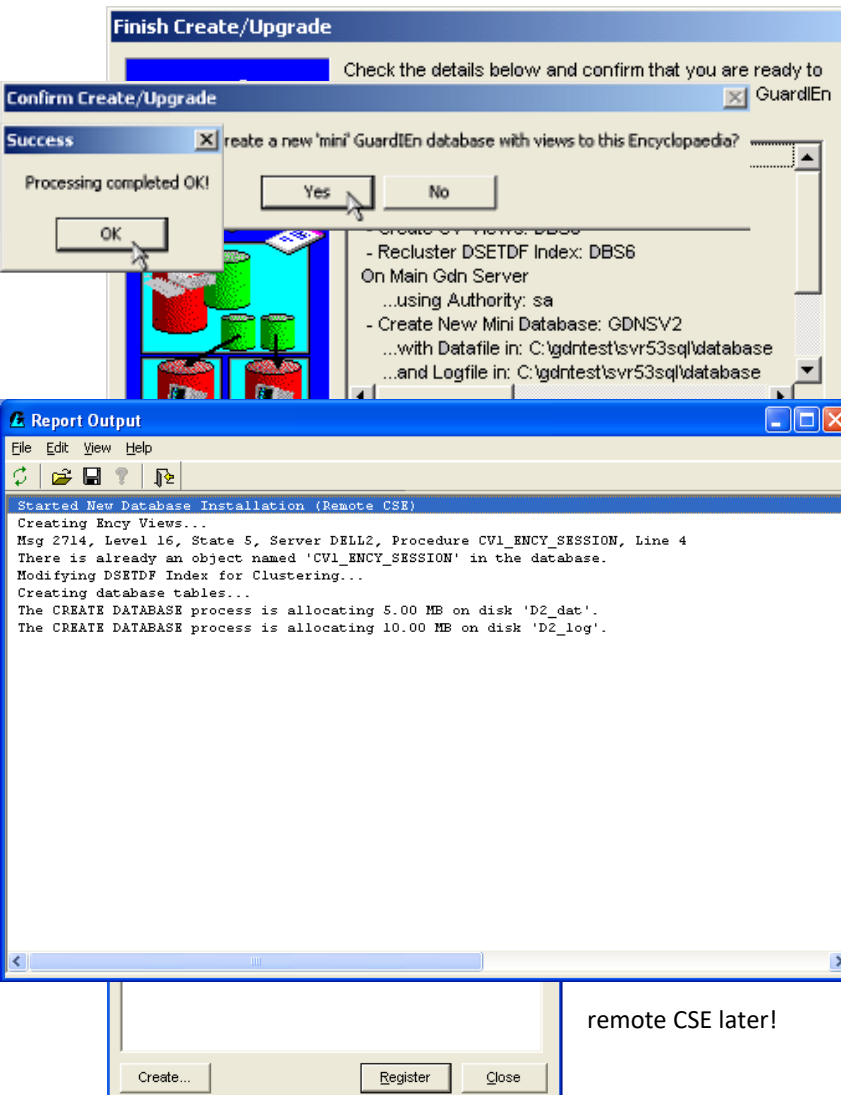 Finish Create/Upgrade
Check the details below and confirm that you are ready to
GuardIEn
Confirm Create/Upgrade
reate a new 'mini' GuardIEn database with views to this Encyclopaedia?
Yes
No
Success
Processing completed OK!
OK
- Recluster DSETDF Index: DBS6
On Main Gdn Server
...using Authority: sa
- Create New Mini Database: GDNSV2
...with Datafile in: C:\gdntest\svr53sql\database
...and Logfile in: C:\gdntest\svr53sql\database
Report Output
File Edit View Help
Started New Database Installation (Remote CSE)
Creating Ency Views...
Msg 2714, Level 16, State 5, Server DELL2, Procedure CV1_ENCY_SESSION, Line 4
There is already an object named 'CV1_ENCY_SESSION' in the database.
Modifying DSETDF Index for Clustering...
Creating database tables...
The CREATE DATABASE process is allocating 5.00 MB on disk 'D2_dat'.
The CREATE DATABASE process is allocating 10.00 MB on disk 'D2_log'.
remote CSE later!
Create...
Register
Close